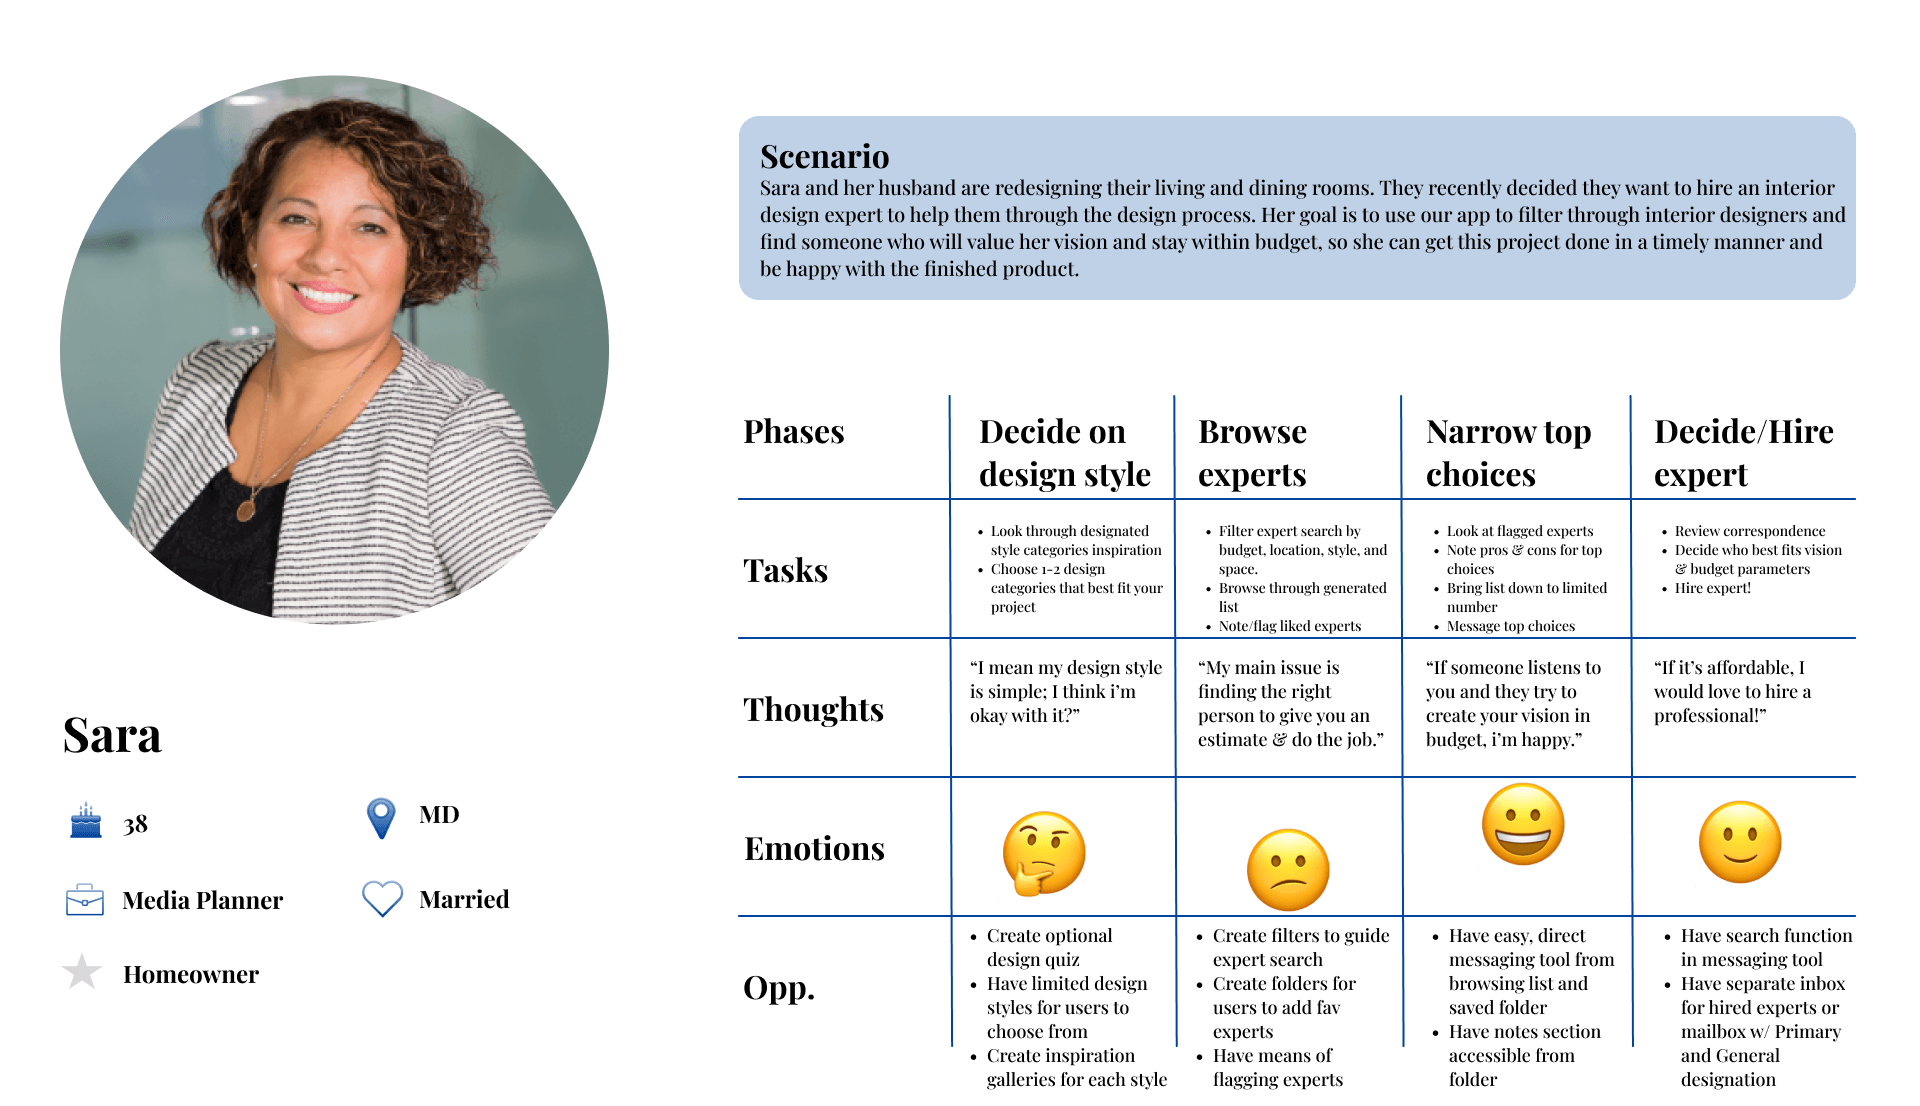 Scenario
Sara and her husband are redesigning their living and dining rooms. They recently decided they want to hire an interior
design expert to help them through the design process. Her goal is to use our app to filter through interior designers and
find someone who will value her vision and stay within budget, so she can get this project done in a timely manner and
be happy with the finished product.
Sara
38
MD
Media Planner
Married
Homeowner
Phases
Decide on
design style
Browse
experts
Narrow top
choices
Decide/Hire
expert
Tasks
• Look through designated
style categories inspiration
• Choose 1-2 design
categories that best fit your
project
• Filter expert search by
budget, location, style, and
space.
• Browse through generated
list
• Note/flag liked experts
• Look at flagged experts
• Note pros & cons for top
choices
• Bring list down to limited
number
• Message top choices
• Review correspondence
• Decide who best fits vision
& budget parameters
• Hire expert!
Thoughts
“I mean my design style
is simple; I think i’m
okay with it?”
“My main issue is
finding the right
person to give you an
estimate & do the job.”
“If someone listens to
you and they try to
create your vision in
budget, i’m happy.”
“If it’s affordable, I
would love to hire a
professional!”
Emotions
Opp.
• Create optional
design quiz
• Have limited design
styles for users to
choose from
• Create inspiration
galleries for each style
• Create filters to guide
expert search
• Create folders for
users to add fav
experts
• Have means of
flagging experts
• Have easy, direct
messaging tool from
browsing list and
saved folder
• Have notes section
accessible from
folder
• Have search function
in messaging tool
• Have separate inbox
for hired experts or
mailbox w/ Primary
and General
designation